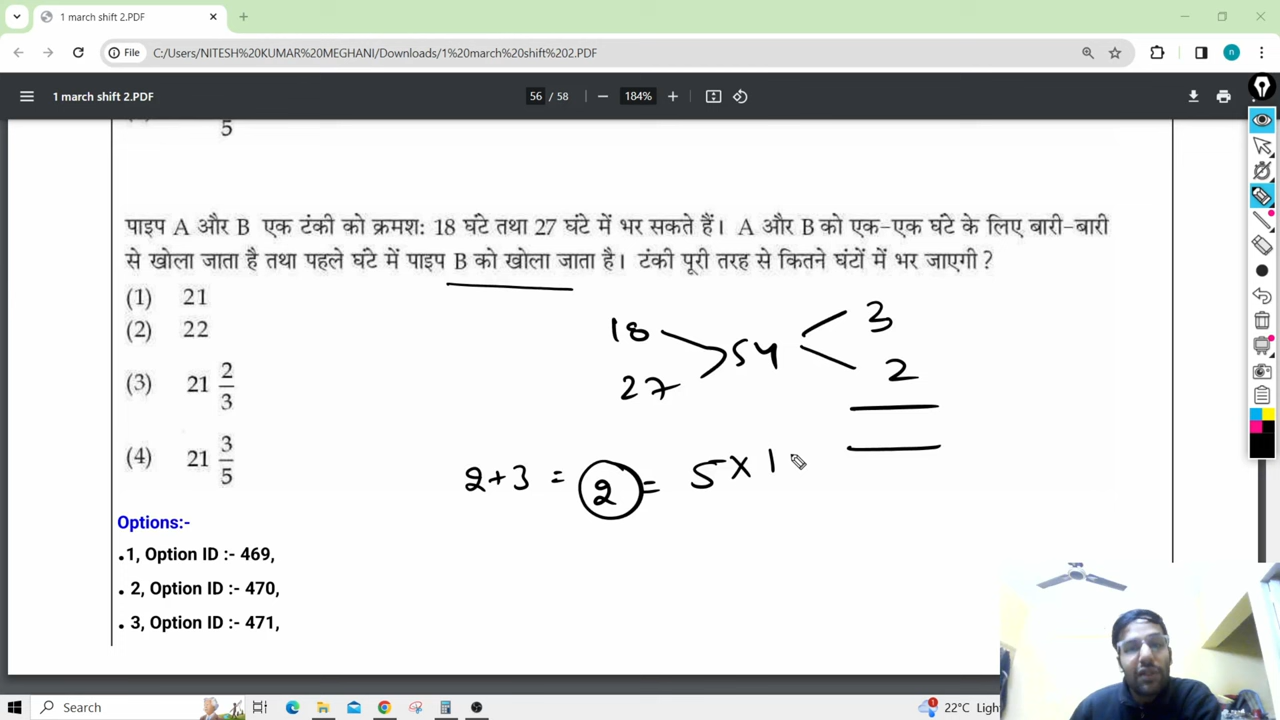 1 march shift 2.PDF
File C:/Users/NITESH%20KUMAR%20MEGHANI/Downloads/1%20march%20shift%202.PDF n
1 march shift 2.PDF 56 / 58 184%
5
पाइप A और B एक टंकी को क्रमश: 18 घंटे तथा 27 घंटे में भर सकते हैं। A और B को एक-एक घंटे के लिए बारी-बारी
से खोला जाता है तथा पहले घंटे में पाइप B को खोला जाता है। टंकी पूरी तरह से कितने घंटों में भर जाएगी ?
(1) 21
(2) 22
(3) 21 2/3
(4) 21 3/5
18 54 3
27 2
2+3 = 2 = 5 X 1
Options:-
.1, Option ID :- 469,
. 2, Option ID :- 470,
. 3, Option ID :- 471,
Search 22°C Ligh